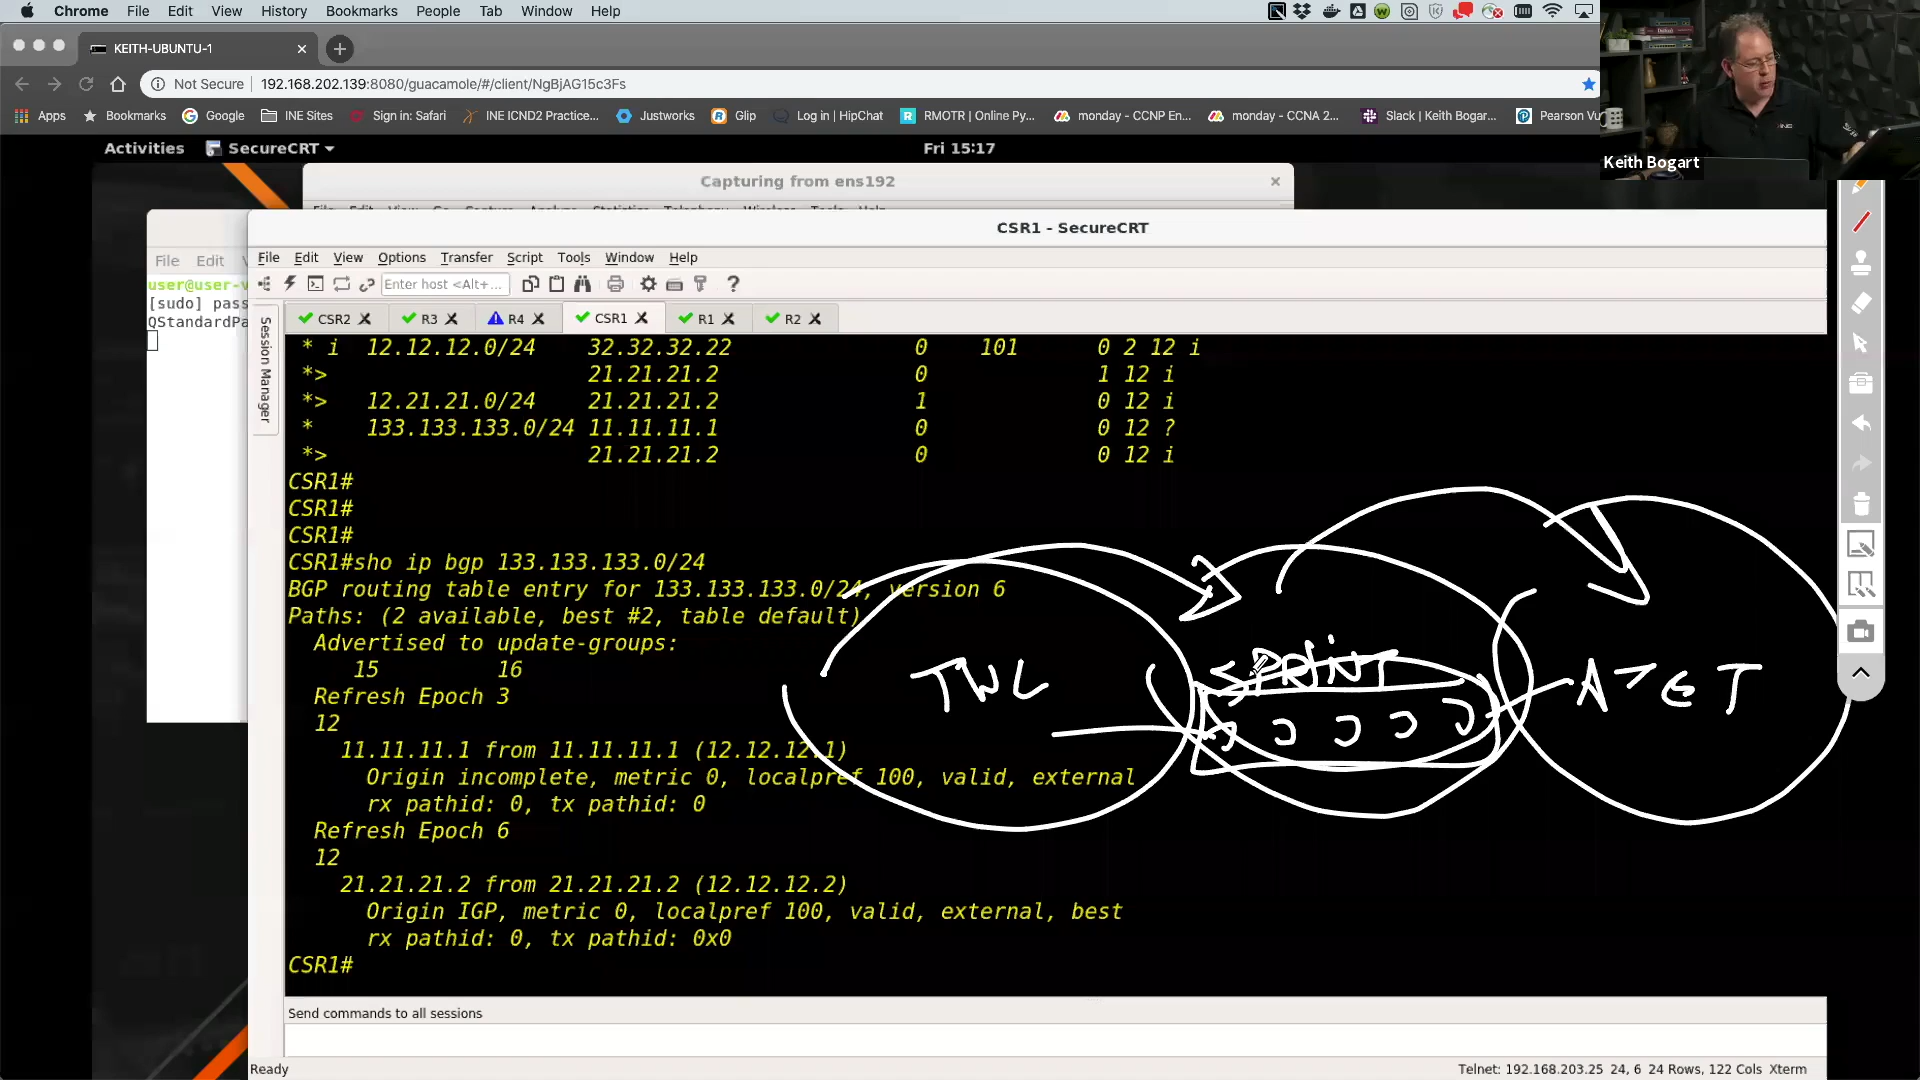 Chrome File Edit View History Bookmarks People Tab Window Help
KEITH-UBUNTU-1
Not Secure 192.168.202.139:8080/guacamole/#/client/NgBjAG15c3Fs
Apps Bookmarks Google INE Sites Sign in: Safari INE ICND2 Practice... Justworks Glip Log in | HipChat RMOTR | Online Py... monday - CCNP En... monday - CCNA 2... Slack | Keith Bogar... Pearson Vu
Keith Bogart
Activities SecureCRT Fri 15:17
Capturing from ens192
CSR1 - SecureCRT
File Edit
File Edit View Options Transfer Script Tools Window Help
user@user-v
[sudo] pass
QStandardPa
Enter host <Alt+...
Session Manager
CSR2 R3 R4 CSR1 R1 R2
* i 12.12.12.0/24 32.32.32.22 0 101 0 2 12 i
*> 21.21.21.2 0 1 12 i
*> 12.21.21.0/24 21.21.21.2 1 0 12 i
* 133.133.133.0/24 11.11.11.1 0 0 12 ?
*> 21.21.21.2 0 0 12 i
CSR1#
CSR1#
CSR1#
CSR1#sho ip bgp 133.133.133.0/24
BGP routing table entry for 133.133.133.0/24, version 6
Paths: (2 available, best #2, table default)
Advertised to update-groups:
15 16
Refresh Epoch 3
12
11.11.11.1 from 11.11.11.1 (12.12.12.1)
Origin incomplete, metric 0, localpref 100, valid, external
rx pathid: 0, tx pathid: 0
Refresh Epoch 6
12
21.21.21.2 from 21.21.21.2 (12.12.12.2)
Origin IGP, metric 0, localpref 100, valid, external, best
rx pathid: 0, tx pathid: 0x0
CSR1#
TWC SPRiNT AT&T
Send commands to all sessions
Ready Telnet: 192.168.203.25 24, 6 24 Rows, 122 Cols Xterm